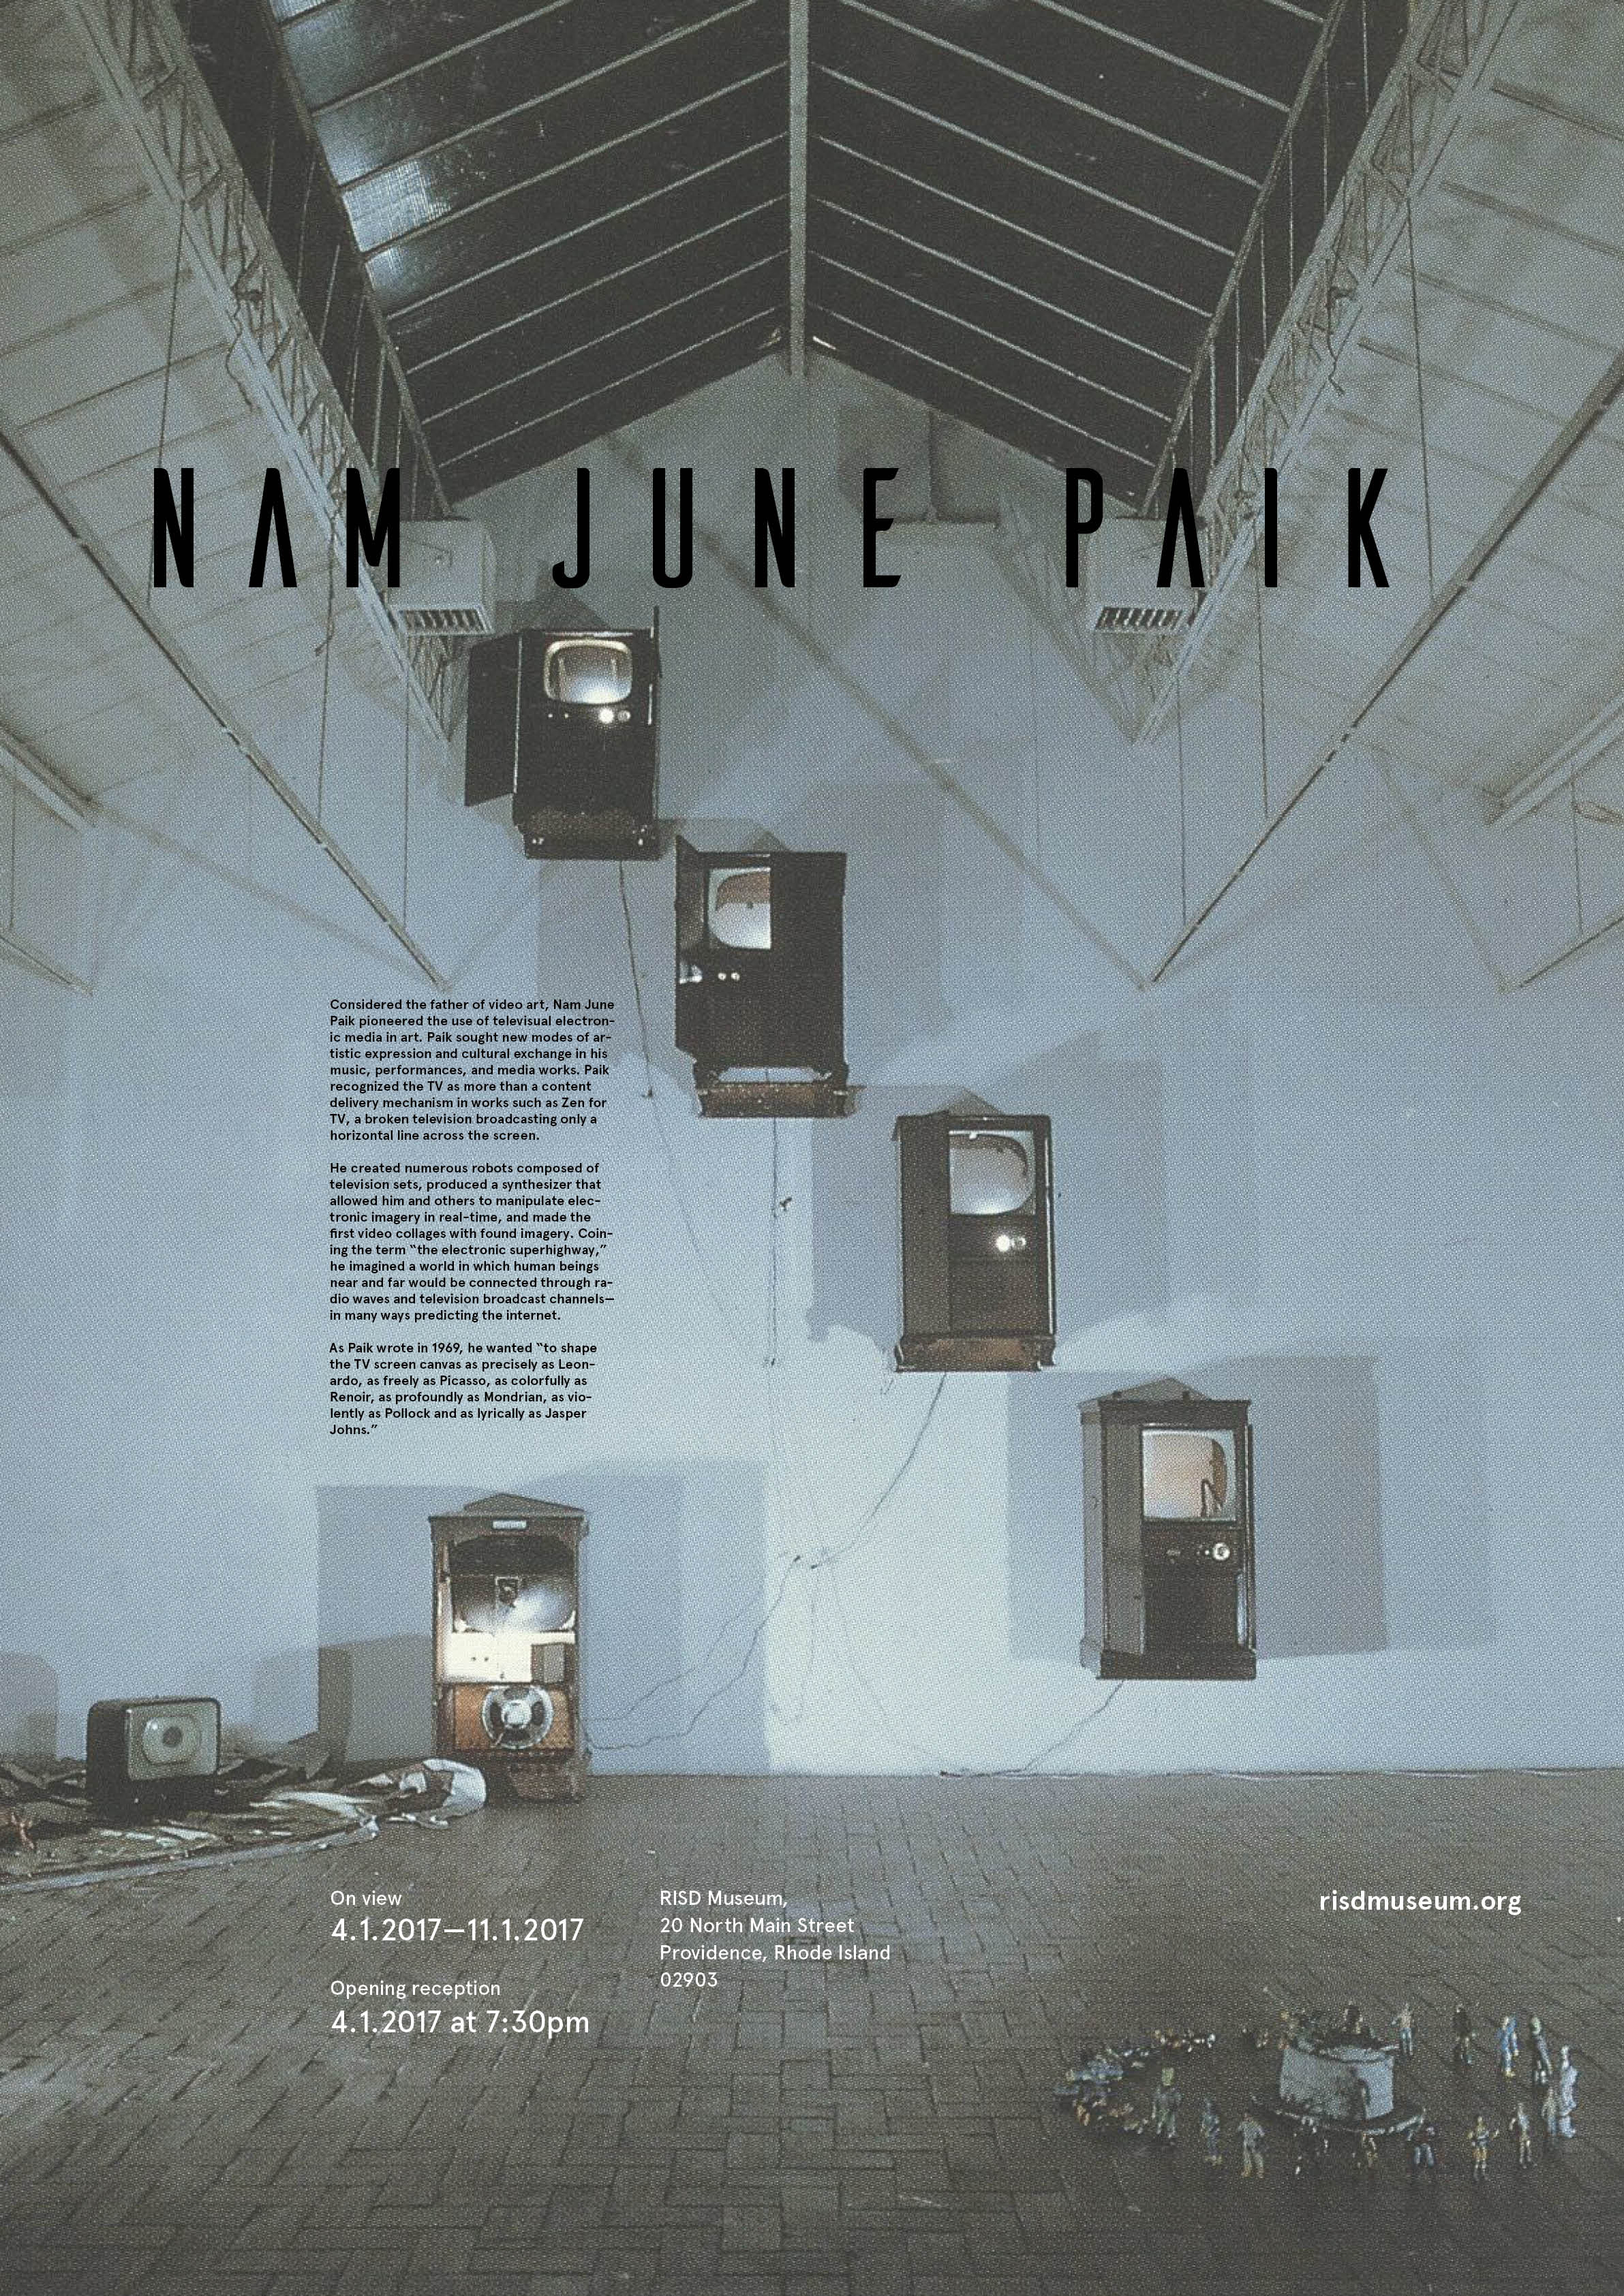 NAM JUNE PAIK
Considered the father of video art, Nam June
Paik pioneered the use of televisual electron-
ic media in art. Paik sought new modes of ar-
tistic expression and cultural exchange in his
music, performances, and media works. Paik
recognized the TV as more than a content
delivery mechanism in works such as Zen for
TV, a broken television broadcasting only a
horizontal line across the screen.
He created numerous robots composed of
television sets, produced a synthesizer that
allowed him and others to manipulate elec-
tronic imagery in real-time, and made the
first video collages with found imagery. Coin-
ing the term “the electronic superhighway,”
he imagined a world in which human beings
near and far would be connected through ra-
dio waves and television broadcast channels—
in many ways predicting the internet.
As Paik wrote in 1969, he wanted “to shape
the TV screen canvas as precisely as Leon-
ardo, as freely as Picasso, as colorfully as
Renoir, as profoundly as Mondrian, as vio-
lently as Pollock and as lyrically as Jasper
Johns.”
On view
4.1.2017—11.1.2017
Opening reception
4.1.2017 at 7:30pm
RISD Museum,
20 North Main Street
Providence, Rhode Island
02903
risdmuseum.org